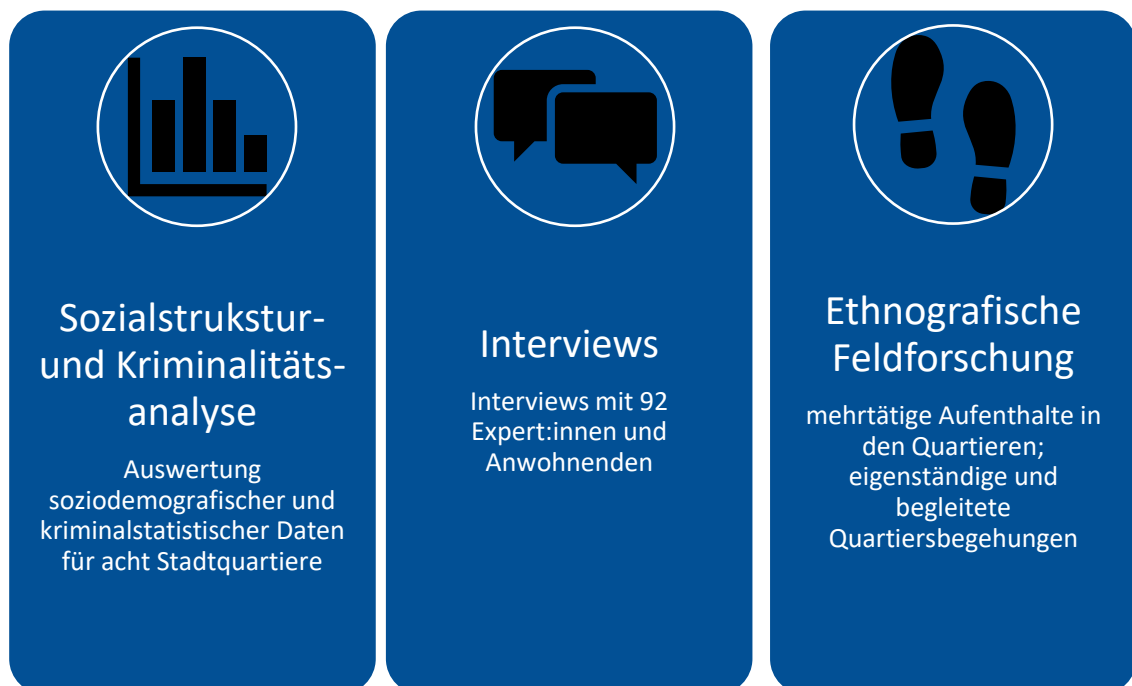 Sozialstrukstur-
und Kriminalitäts-
analyse
Auswertung
soziodemografischer und
kriminalstatistischer Daten
für acht Stadtquartiere
Interviews
Interviews mit 92
Expert:innen und
Anwohnenden
Ethnografische
Feldforschung
mehrtätige Aufenthalte in
den Quartieren;
eigenständige und
begleitete
Quartiersbegehungen